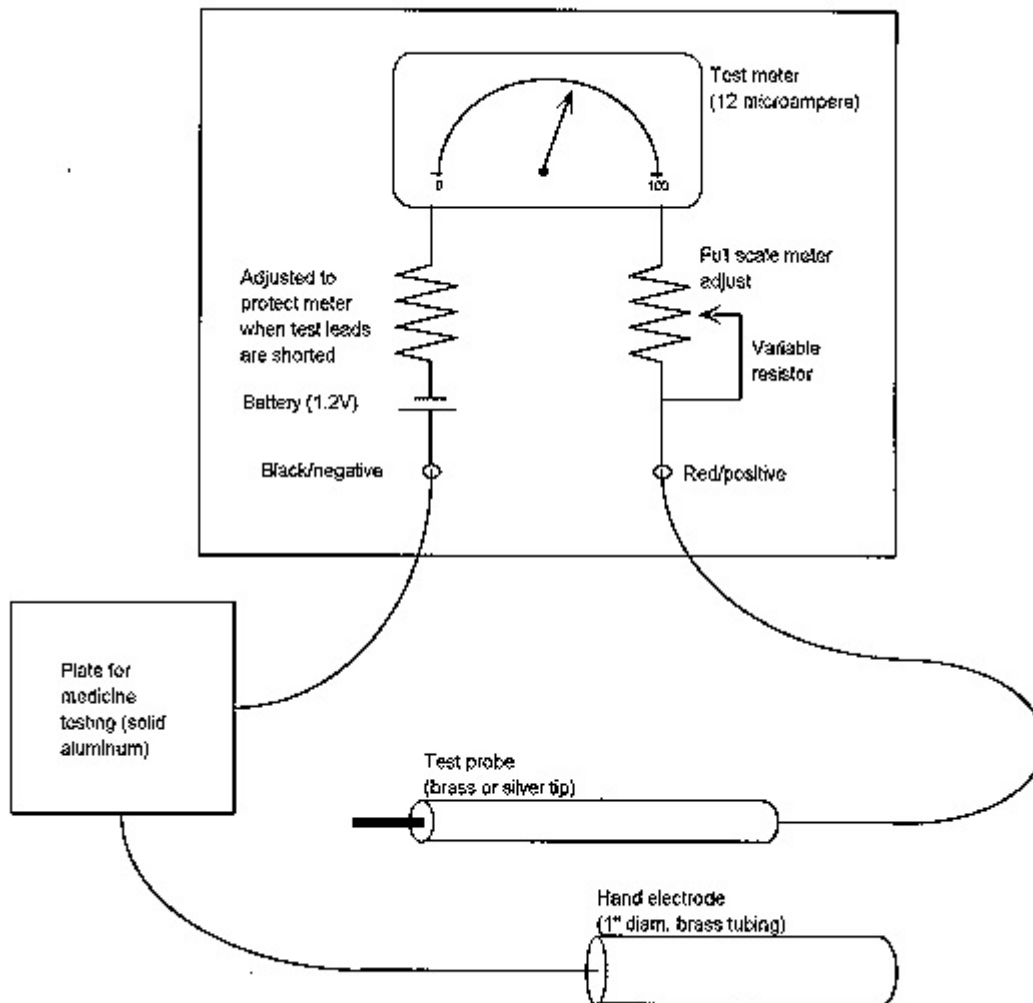 Test meter
(12 microampere)
0
100
Full scale meter
adjust
Adjusted to
protect meter
when test leads
are shorted
Variable
resistor
Battery (1.2V)
Black/negative
Red/positive
Plate for
medicine
testing (solid
aluminum)
Test probe
(brass or silver tip)
Hand electrode
(1" diam. brass tubing)